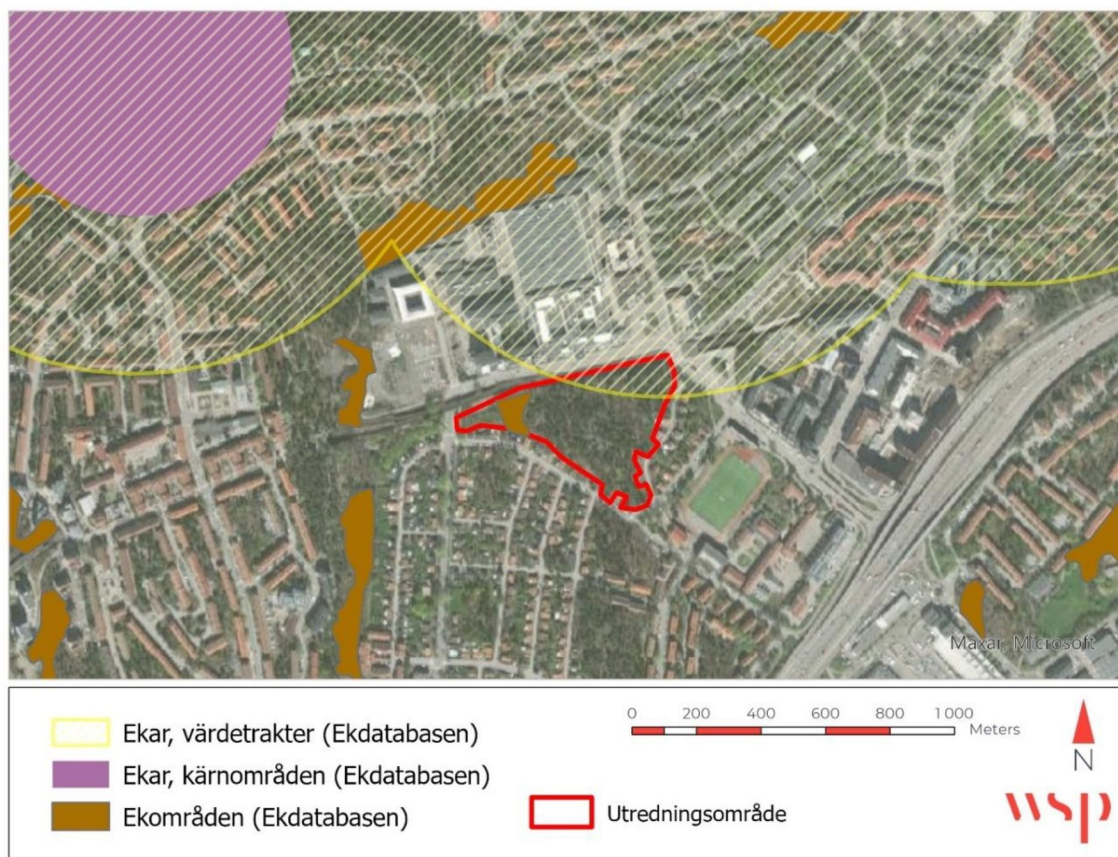 Maxar, Microsoft
Ekar, värdetrakter (Ekdatabasen)
Ekar, kärnområden (Ekdatabasen)
Ekområden (Ekdatabasen)
Utredningsområde
0 200 400 600 800 1 000
Meters
N
wsp